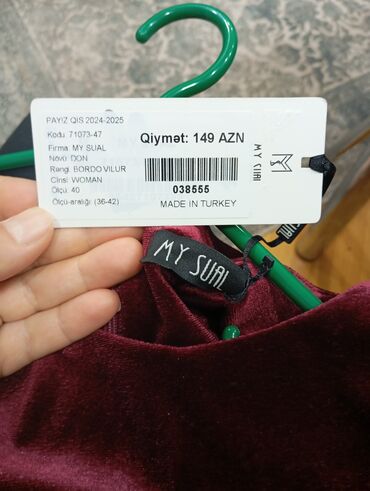 PAYIZ QIS 2024-2025
Kodu: 71073-47
Firma: MY SUAL
Növü: DON
Rəngi: BORDO VILUR
Cinsi: WOMAN
Ölçü: 40
Ölçü-aralığı (36-42)
Qiymət: 149 AZN
038555
MADE IN TURKEY
MY SUAL
MY SUAL